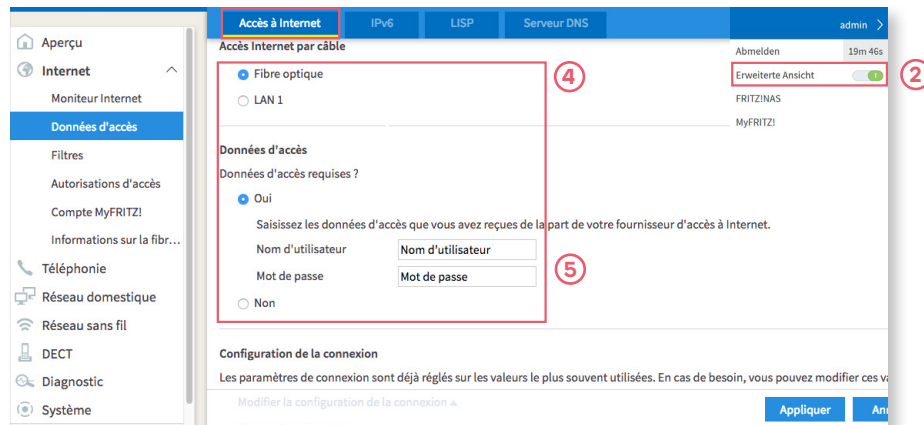 Accès à Internet
IPv6
LISP
Serveur DNS
admin >
Aperçu
Internet
Moniteur Internet
Données d'accès
Filtres
Autorisations d'accès
Compte MyFRITZ!
Informations sur la fibr...
Téléphonie
Réseau domestique
Réseau sans fil
DECT
Diagnostic
Système
Accès Internet par câble
Fibre optique
LAN 1
4
Données d'accès
Données d'accès requises ?
Oui
Saisissez les données d'accès que vous avez reçues de la part de votre fournisseur d'accès à Internet.
Nom d'utilisateur Nom d'utilisateur
Mot de passe Mot de passe
5
Non
Configuration de la connexion
Les paramètres de connexion sont déjà réglés sur les valeurs le plus souvent utilisées. En cas de besoin, vous pouvez modifier ces
Modifier la configuration de la connexion
Appliquer
Abmelden 19m 46s
Erweiterte Ansicht
2
FRITZ!NAS
MyFRITZ!